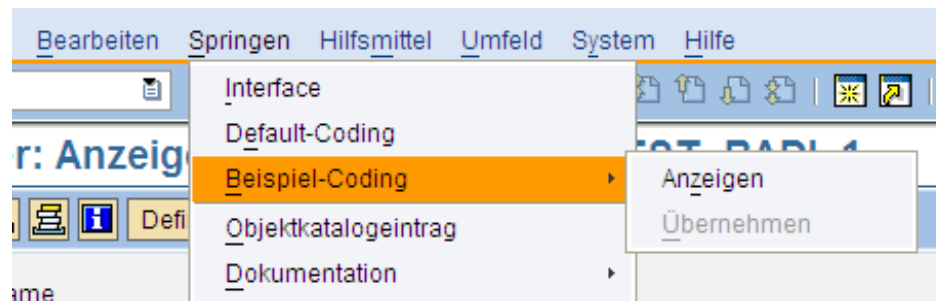 Bearbeiten Springen Hilfsmittel Umfeld System Hilfe
Interface
Default-Coding
r: Anzeig
Beispiel-Coding
Anzeigen
Defi
Objektkatalogeintrag
Übernehmen
Dokumentation
ame